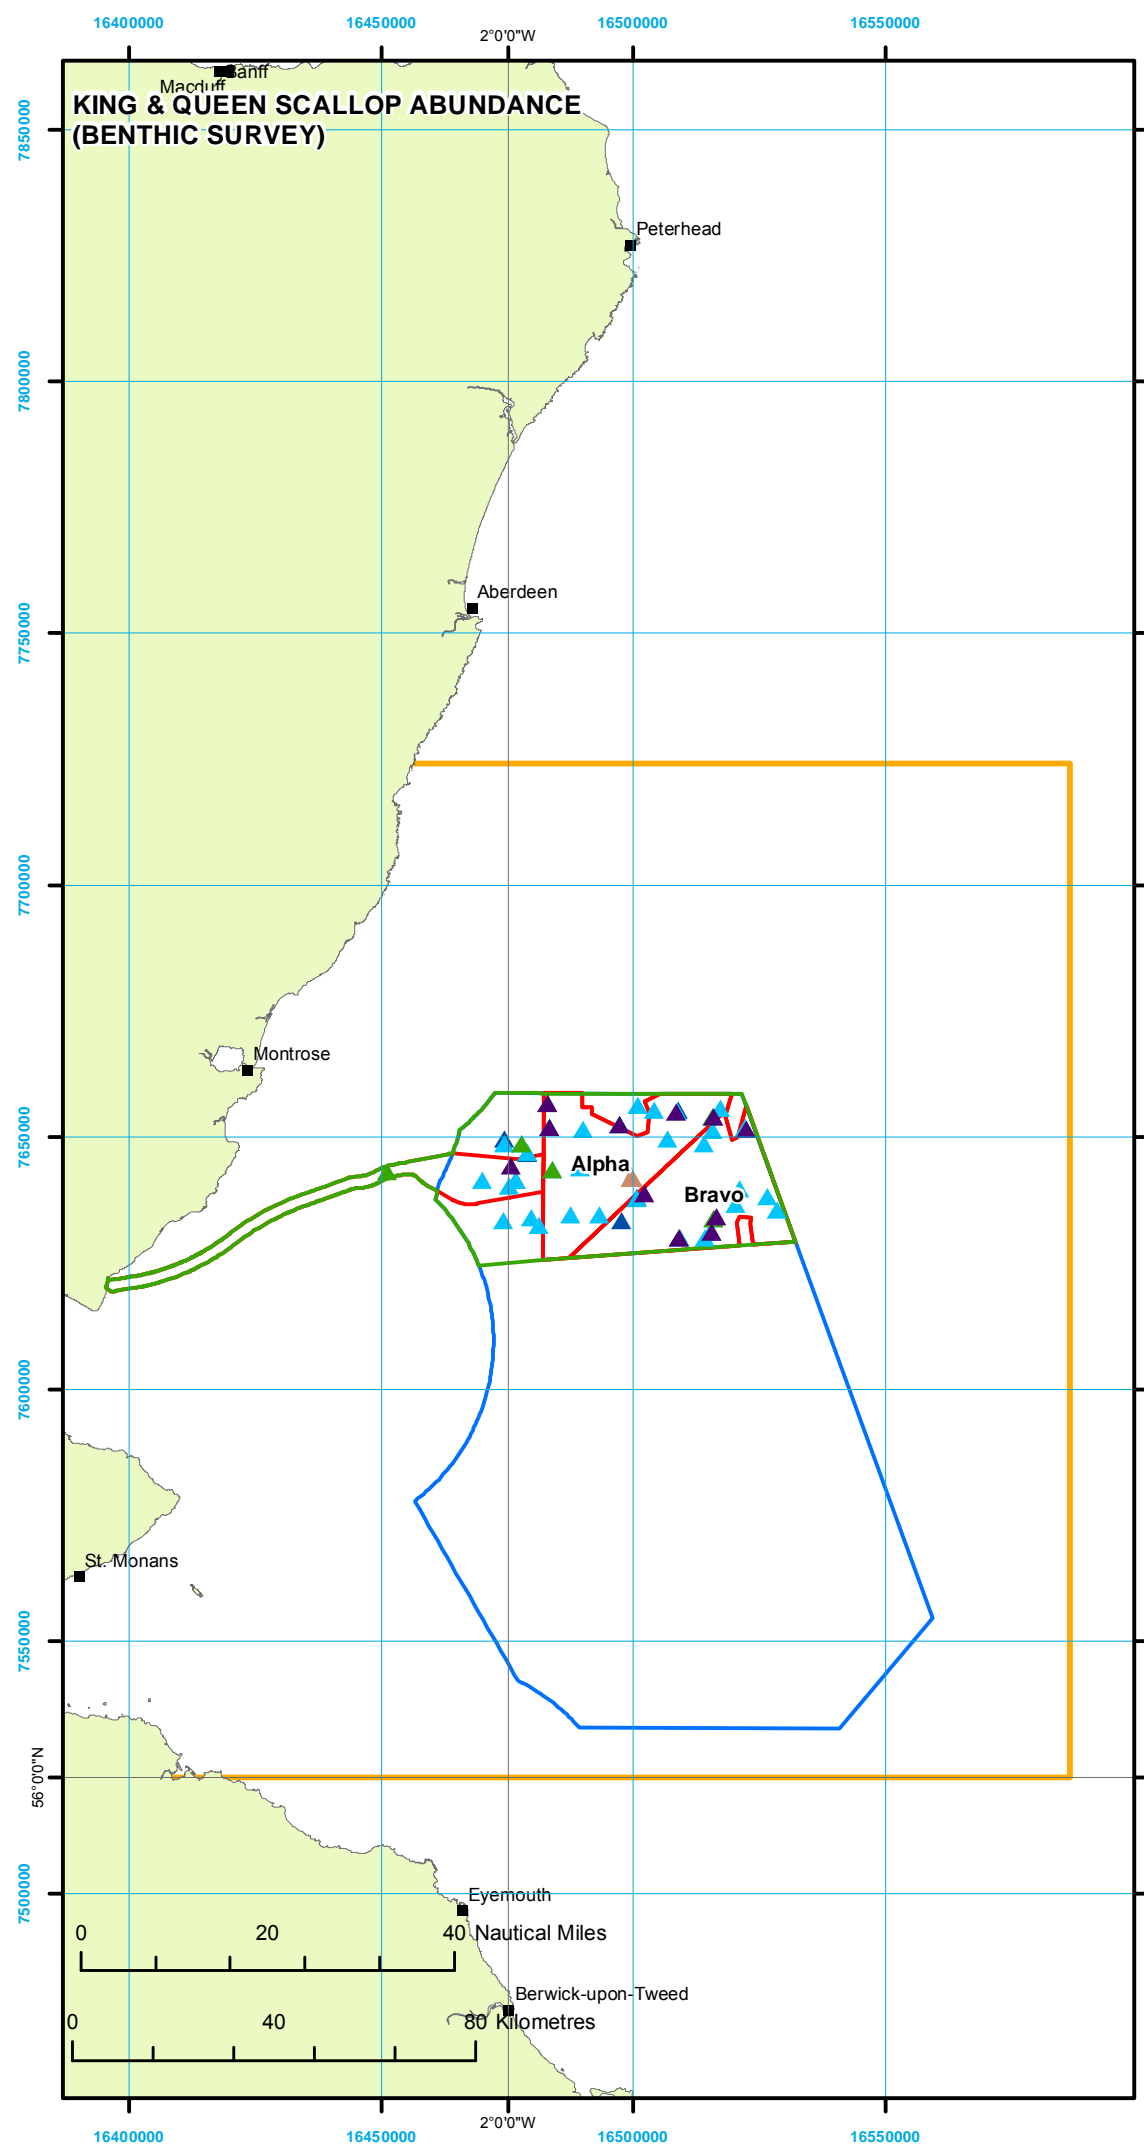 16400000 16450000 16500000 16550000
2°0'0"W
Banff
Macduff
KING & QUEEN SCALLOP ABUNDANCE
(BENTHIC SURVEY)
7850000
Peterhead
7800000
Aberdeen
7750000
7700000
Montrose
7650000
Alpha
Bravo
7600000
St. Monans
7550000
56°0'0"N
7500000
Eyemouth
0 20 40 Nautical Miles
Berwick-upon-Tweed
0 40 80 Kilometres
2°0'0"W
16400000 16450000 16500000 16550000